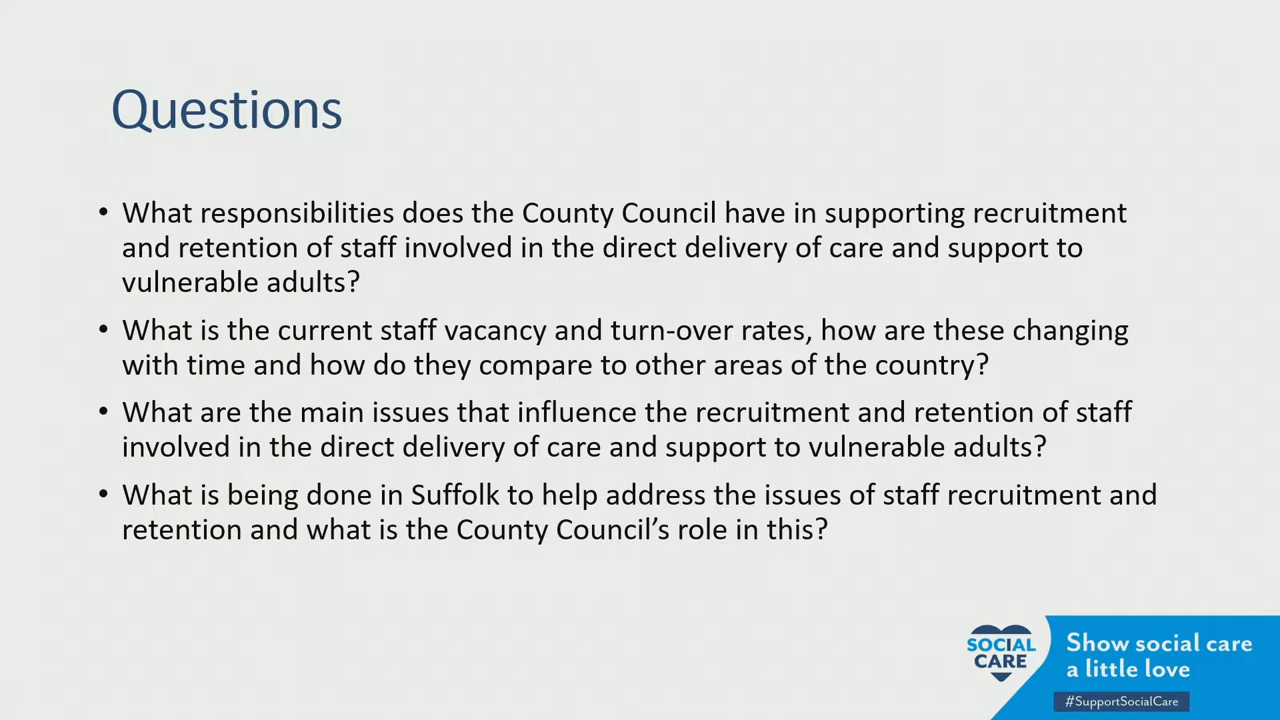 Questions
• What responsibilities does the County Council have in supporting recruitment
and retention of staff involved in the direct delivery of care and support to
vulnerable adults?
• What is the current staff vacancy and turn-over rates, how are these changing
with time and how do they compare to other areas of the country?
• What are the main issues that influence the recruitment and retention of staff
involved in the direct delivery of care and support to vulnerable adults?
• What is being done in Suffolk to help address the issues of staff recruitment and
retention and what is the County Council’s role in this?
SOCIAL
CARE
Show social care
a little love
#SupportSocialCare